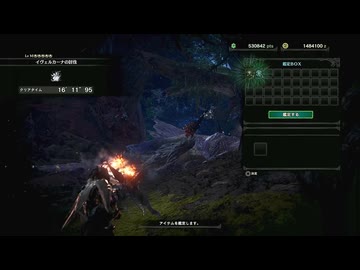 Lv 16
イヴェルカーナの討伐
クリアタイム 16' 11" 95
530842 pts
1484100 z
鑑定BOX
鑑定する
アイテムを鑑定します。